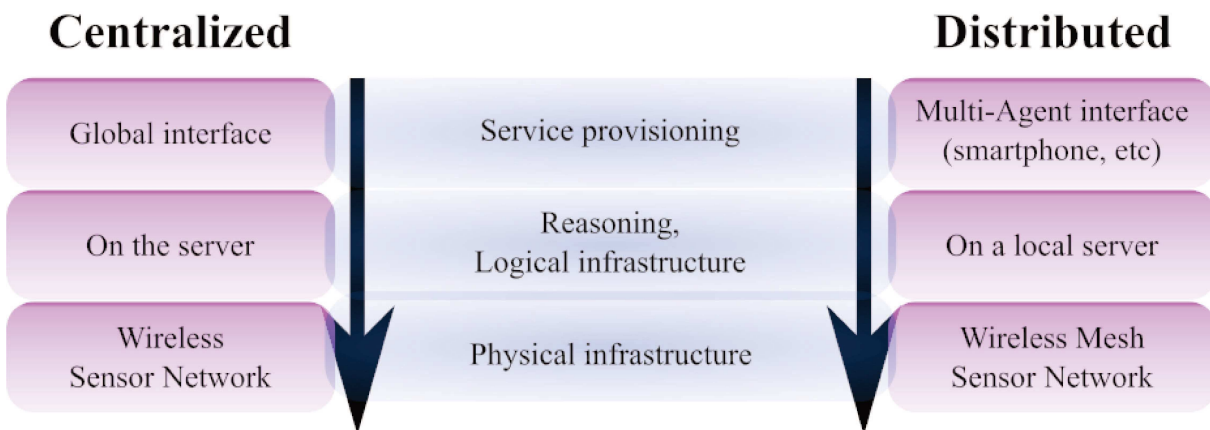 Centralized
Distributed
Global interface
Service provisioning
Multi-Agent interface
(smartphone, etc)
On the server
Reasoning,
Logical infrastructure
On a local server
Wireless
Sensor Network
Physical infrastructure
Wireless Mesh
Sensor Network